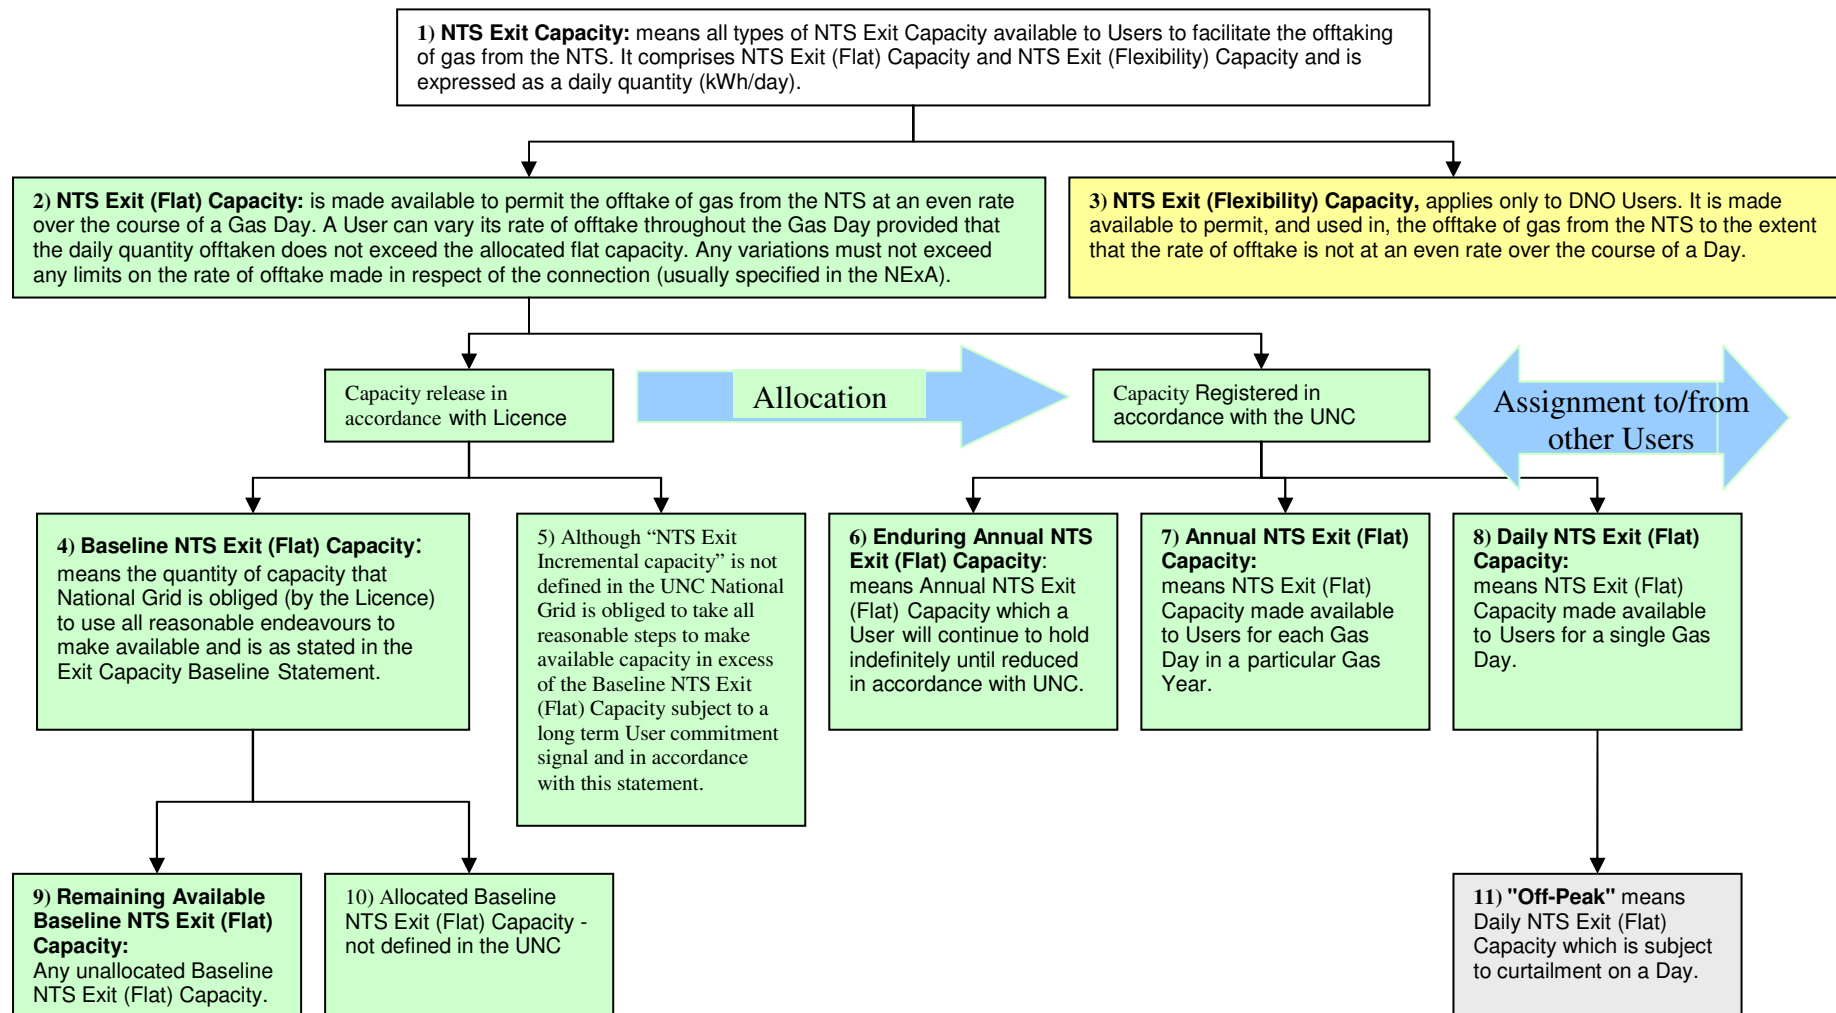 1) NTS Exit Capacity: means all types of NTS Exit Capacity available to Users to facilitate the offtaking
of gas from the NTS. It comprises NTS Exit (Flat) Capacity and NTS Exit (Flexibility) Capacity and is
expressed as a daily quantity (kWh/day).
2) NTS Exit (Flat) Capacity: is made available to permit the offtake of gas from the NTS at an even rate
over the course of a Gas Day. A User can vary its rate of offtake throughout the Gas Day provided that
the daily quantity offtaken does not exceed the allocated flat capacity. Any variations must not exceed
any limits on the rate of offtake made in respect of the connection (usually specified in the NExA).
3) NTS Exit (Flexibility) Capacity, applies only to DNO Users. It is made
available to permit, and used in, the offtake of gas from the NTS to the extent
that the rate of offtake is not at an even rate over the course of a Day.
Capacity release in
accordance with Licence
Allocation
Capacity Registered in
accordance with the UNC
Assignment to/from
other Users
4) Baseline NTS Exit (Flat) Capacity:
means the quantity of capacity that
National Grid is obliged (by the Licence)
to use all reasonable endeavours to
make available and is as stated in the
Exit Capacity Baseline Statement.
5) Although “NTS Exit
Incremental capacity” is not
defined in the UNC National
Grid is obliged to take all
reasonable steps to make
available capacity in excess
of the Baseline NTS Exit
(Flat) Capacity subject to a
long term User commitment
signal and in accordance
with this statement.
6) Enduring Annual NTS
Exit (Flat) Capacity:
means Annual NTS Exit
(Flat) Capacity which a
User will continue to hold
indefinitely until reduced
in accordance with UNC.
7) Annual NTS Exit (Flat)
Capacity:
means NTS Exit (Flat)
Capacity made available
to Users for each Gas
Day in a particular Gas
Year.
8) Daily NTS Exit (Flat)
Capacity:
means NTS Exit (Flat)
Capacity made available
to Users for a single Gas
Day.
9) Remaining Available
Baseline NTS Exit (Flat)
Capacity:
Any unallocated Baseline
NTS Exit (Flat) Capacity.
10) Allocated Baseline
NTS Exit (Flat) Capacity -
not defined in the UNC
11) "Off-Peak" means
Daily NTS Exit (Flat)
Capacity which is subject
to curtailment on a Day.